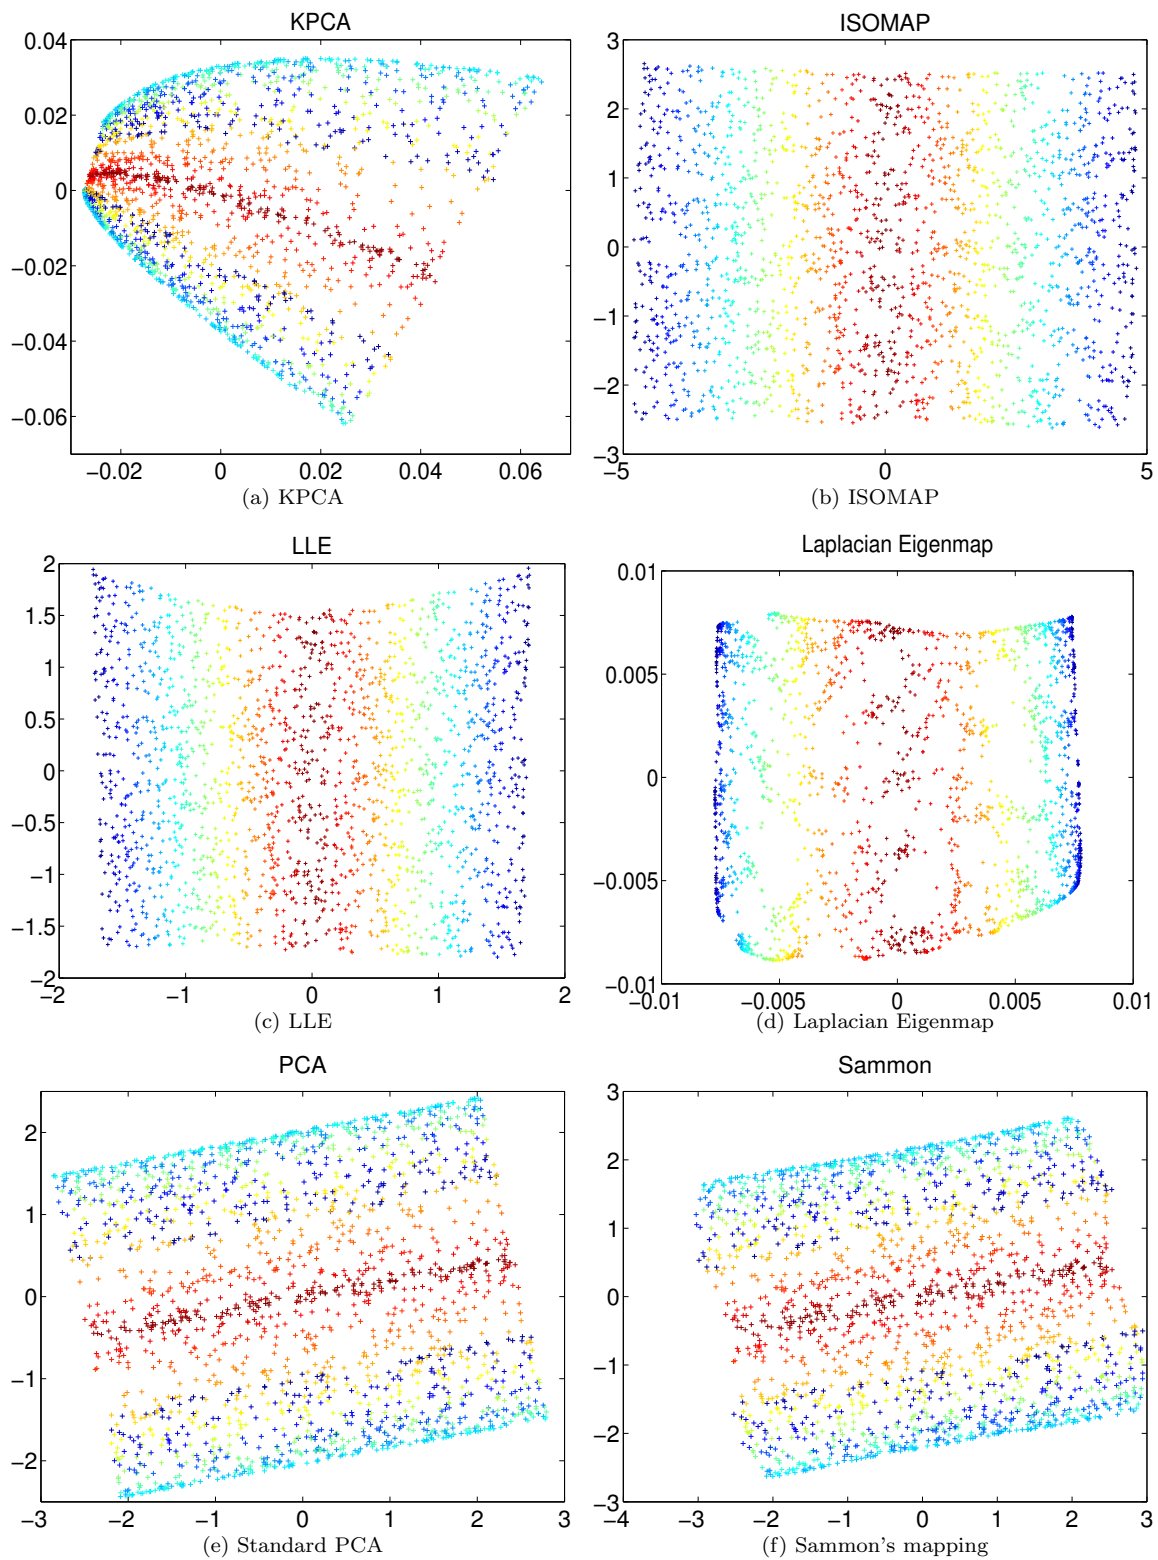 KPCA
0.04
0.02
0
−0.02
−0.04
−0.06
−0.02 0 0.02 0.04 0.06
(a) KPCA
ISOMAP
3
2
1
0
−1
−2
−3
−5 0 5
(b) ISOMAP
LLE
2
1.5
1
0.5
0
−0.5
−1
−1.5
−2
−2 −1 0 1 2
(c) LLE
Laplacian Eigenmap
0.01
0.005
0
−0.005
−0.01
−0.01 −0.005 0 0.005 0.01
(d) Laplacian Eigenmap
PCA
2
1
0
−1
−2
−3 −2 −1 0 1 2 3
(e) Standard PCA
Sammon
3
2
1
0
−1
−2
−3
−4 −3 −2 −1 0 1 2 3
(f) Sammon's mapping